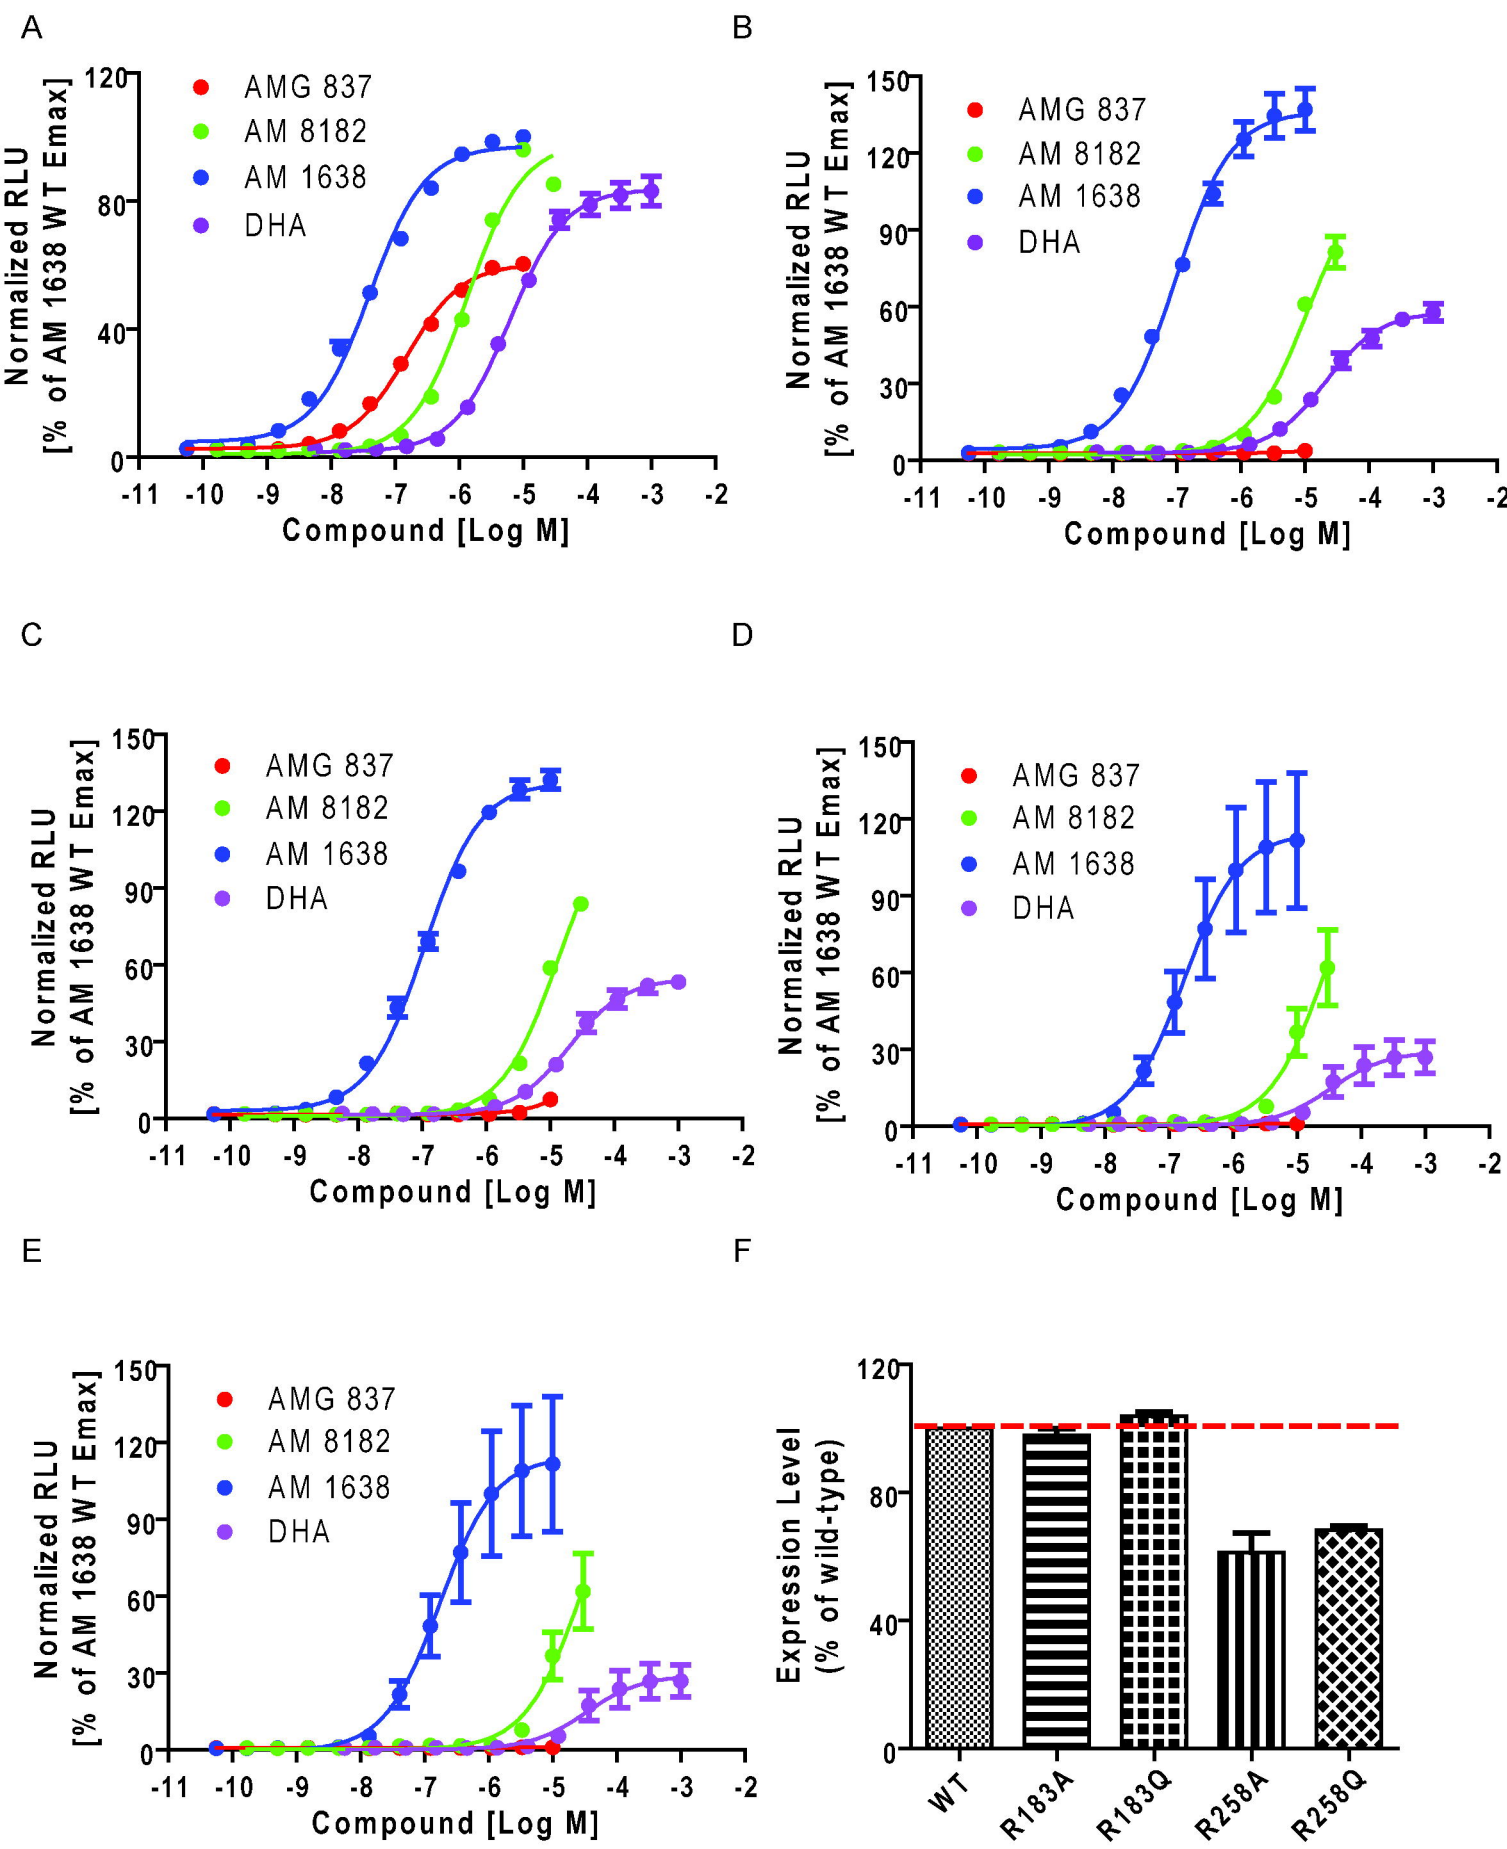 A
Normalized RLU
[% of AM 1638 WT Emax]
120
80
40
0
AMG 837
AM 8182
AM 1638
DHA
-11 -10 -9 -8 -7 -6 -5 -4 -3 -2
Compound [Log M]
B
Normalized RLU
[% of AM 1638 WT Emax]
150
120
90
60
30
0
AMG 837
AM 8182
AM 1638
DHA
-11 -10 -9 -8 -7 -6 -5 -4 -3 -2
Compound [Log M]
C
Normalized RLU
[% of AM 1638 WT Emax]
150
120
90
60
30
0
AMG 837
AM 8182
AM 1638
DHA
-11 -10 -9 -8 -7 -6 -5 -4 -3 -2
Compound [Log M]
D
Normalized RLU
[% of AM 1638 WT Emax]
150
120
90
60
30
0
AMG 837
AM 8182
AM 1638
DHA
-11 -10 -9 -8 -7 -6 -5 -4 -3 -2
Compound [Log M]
E
Normalized RLU
[% of AM 1638 WT Emax]
150
120
90
60
30
0
AMG 837
AM 8182
AM 1638
DHA
-11 -10 -9 -8 -7 -6 -5 -4 -3 -2
Compound [Log M]
F
Expression Level
(% of wild-type)
120
80
40
0
WT
R183A
R183Q
R258A
R258Q